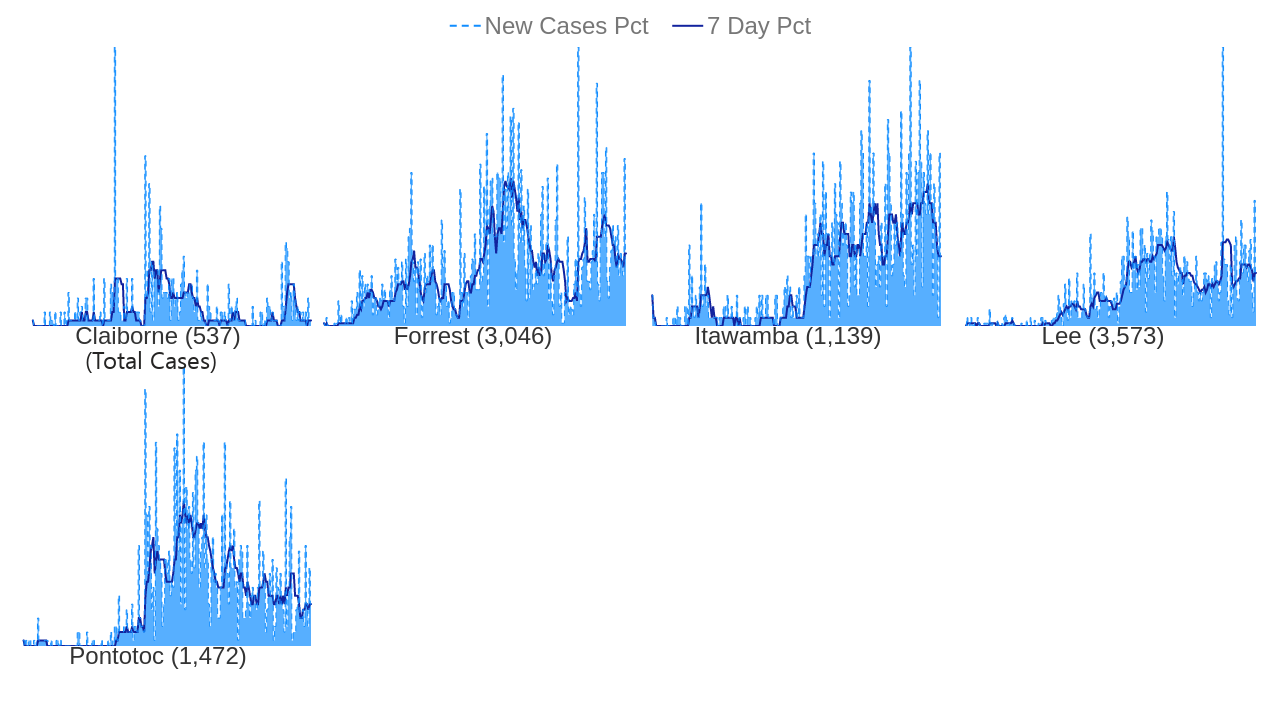 New Cases Pct 7 Day Pct
Claiborne (537) Forrest (3,046) Itawamba (1,139) Lee (3,573)
(Total Cases)
Pontotoc (1,472)